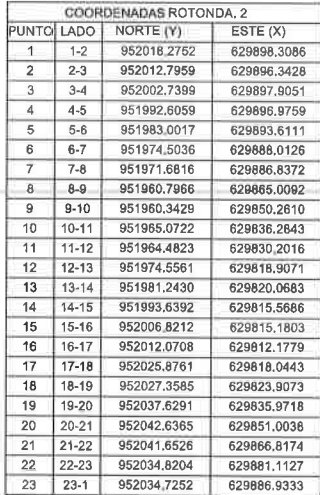 COORDENADAS ROTONDA. 2
PUNTO LADO NORTE (Y) ESTE (X)
1 1-2 952018.2752 629898.3086
2 2-3 952012.7959 629896.3428
3 3-4 952002.7399 629897.9051
4 4-5 951992.6059 629896.9759
5 5-6 951983.0017 629893.6111
6 6-7 951974.5036 629888.0126
7 7-8 951971.6816 629886.8372
8 8-9 951960.7966 629865.0092
9 9-10 951960.3429 629850.2610
10 10-11 951965.0722 629836.2643
11 11-12 951964.4823 629830.2016
12 12-13 951974.5561 629818.9071
13 13-14 951981.2430 629820.0683
14 14-15 951993.6392 629815.5686
15 15-16 952006.8212 629815.1803
16 16-17 952012.0708 629812.1779
17 17-18 952025.8761 629818.0443
18 18-19 952027.3585 629823.9073
19 19-20 952037.6291 629835.9718
20 20-21 952042.6365 629851.0036
21 21-22 952041.6526 629866.8174
22 22-23 952034.8204 629881.1127
23 23-1 952034.7252 629886.9333